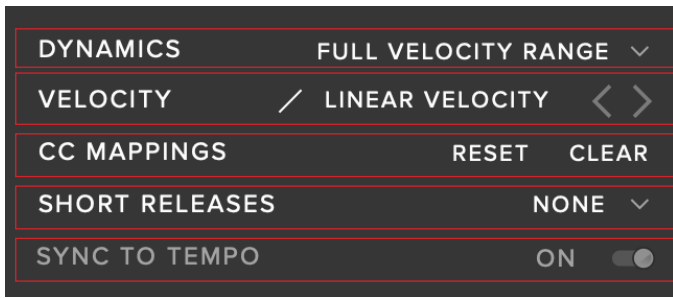 DYNAMICS FULL VELOCITY RANGE
VELOCITY LINEAR VELOCITY
CC MAPPINGS RESET CLEAR
SHORT RELEASES NONE
SYNC TO TEMPO ON